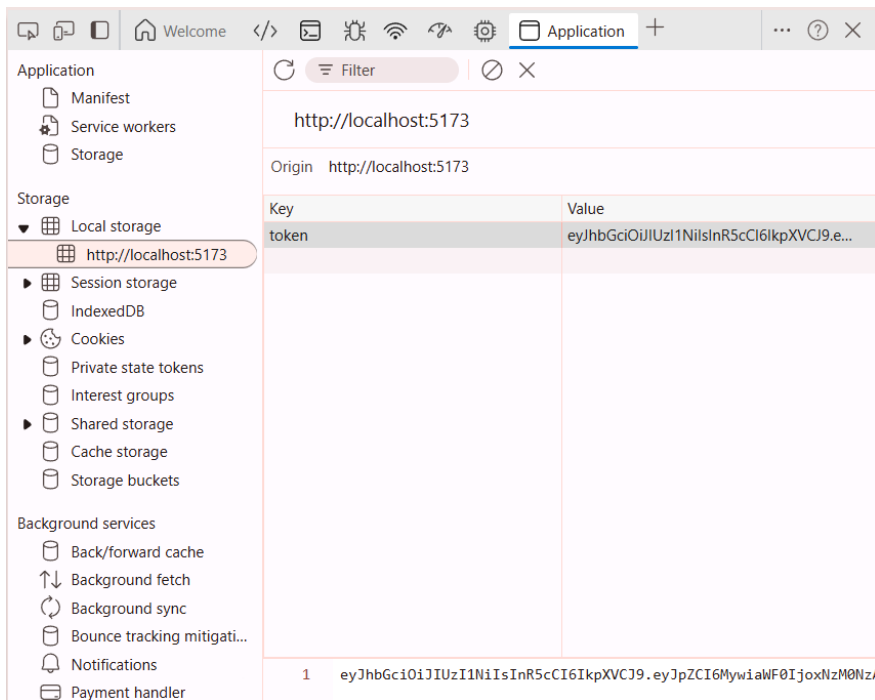 Welcome
Application
Application
Manifest
Service workers
Storage
Storage
Local storage
http://localhost:5173
Session storage
IndexedDB
Cookies
Private state tokens
Interest groups
Shared storage
Cache storage
Storage buckets
Background services
Back/forward cache
Background fetch
Background sync
Bounce tracking mitigati...
Notifications
Payment handler
Filter
http://localhost:5173
Origin http://localhost:5173
Key Value
token eyJhbGciOiJIUzI1NiIsInR5cCI6IkpXVCJ9.e...
1 eyJhbGciOiJIUzI1NiIsInR5cCI6IkpXVCJ9.eyJpZCI6MywiaWF0IjoxNzM0NzA